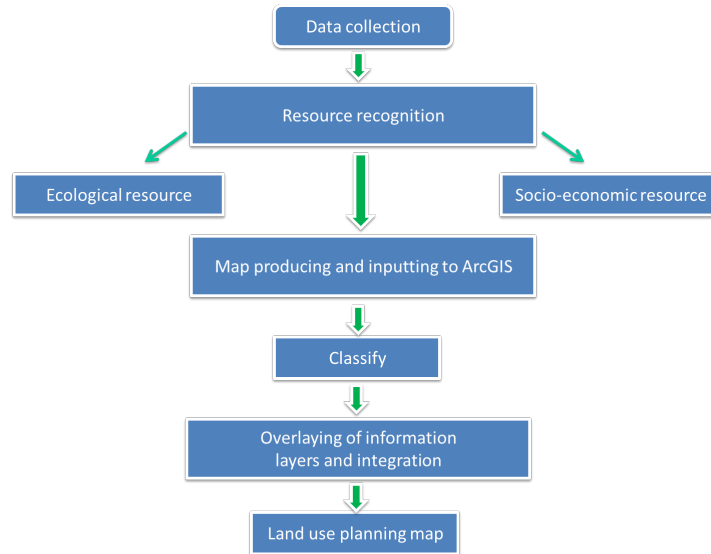 Data collection
Resource recognition
Ecological resource
Socio-economic resource
Map producing and inputting to ArcGIS
Classify
Overlaying of information
layers and integration
Land use planning map